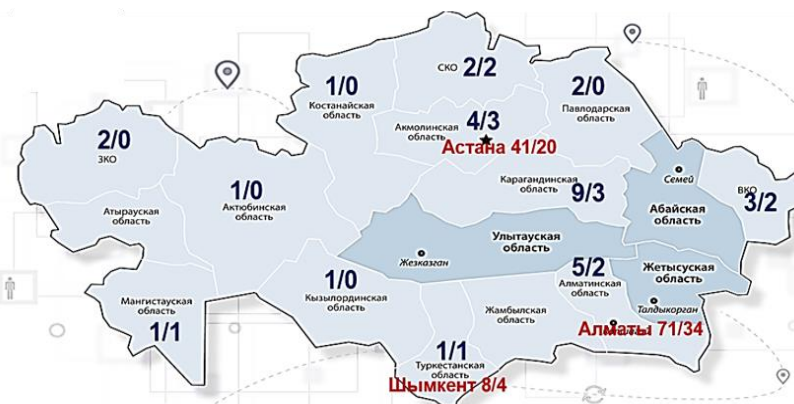 СКО 2/2
1/0
Костанайская
область
2/0
Павлодарская
область
Акмолинская
область
4/3
Астана 41/20
2/0
ЗКО
1/0
Актюбинская
область
Атырауская
область
Карагандинская
область
9/3
Семей
ВКО
3/2
Абайская
область
Улытауская
область
Жезказган
5/2
Алматинская
область
Жетысуская
область
Талдыкорган
1/0
Кызылординская
область
Мангистауская
область
1/1
Жамбылская
область
Алматы 71/34
1/1
Туркестанская
область
Шымкент 8/4